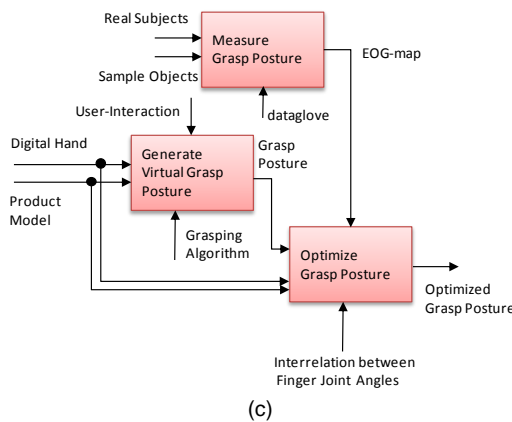 Real Subjects
Measure
Grasp Posture
Sample Objects
EOG-map
User-Interaction
dataglove
Digital Hand
Generate
Virtual Grasp
Posture
Grasp
Posture
Product
Model
Grasping
Algorithm
Optimize
Grasp Posture
Optimized
Grasp Posture
Interrelation between
Finger Joint Angles
(c)